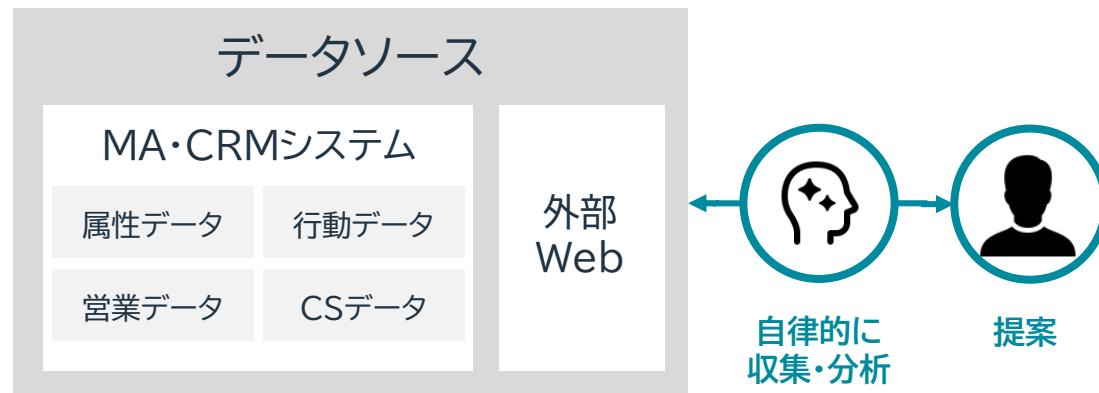 データソース
MA・CRMシステム
属性データ
行動データ
営業データ
CSデータ
外部
Web
自律的に
収集・分析
提案